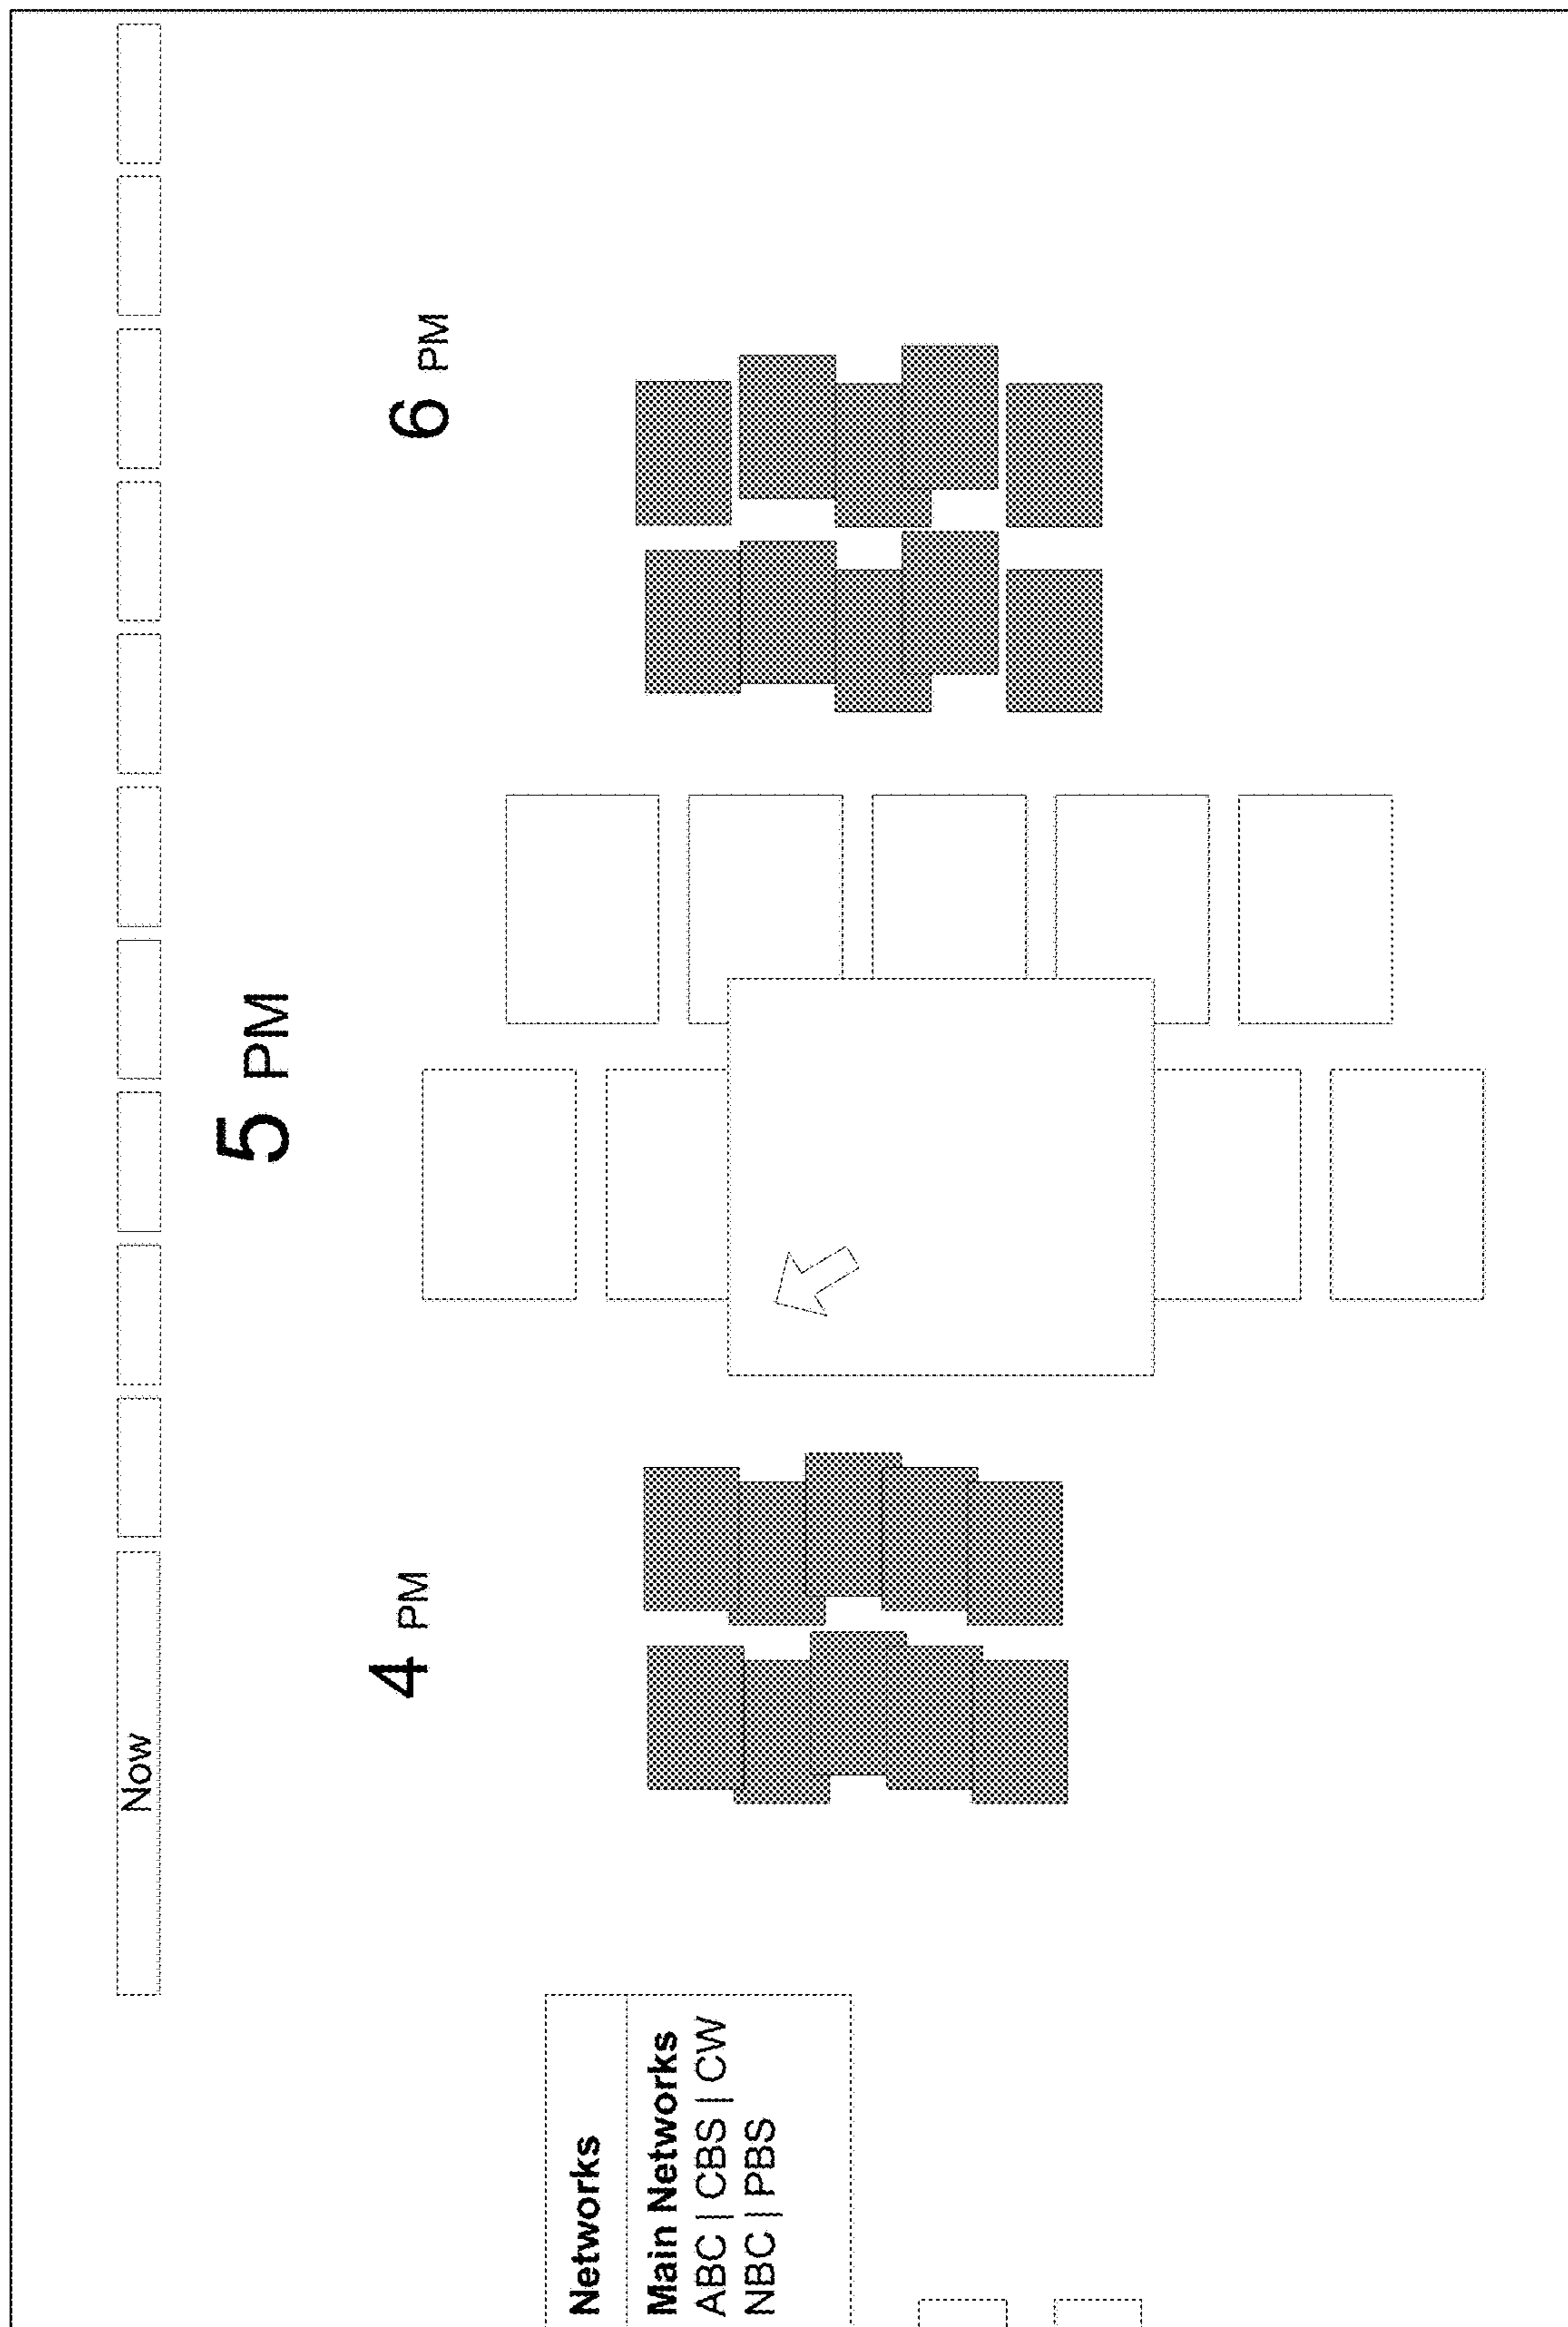 Now
4 PM
5 PM
6 PM
Networks
Main Networks
ABC | CBS | CW
NBC | PBS